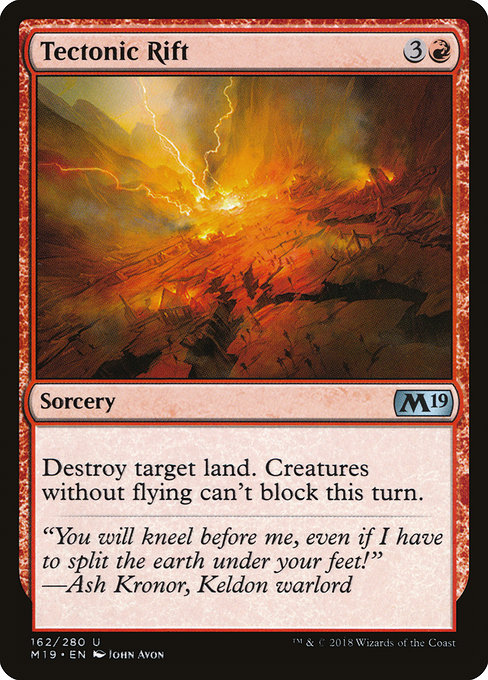 Tectonic Rift 3
Sorcery M19
Destroy target land. Creatures
without flying can't block this turn.
“You will kneel before me, even if I have
to split the earth under your feet!”
—Ash Kronor, Keldon warlord
162/280 U ™ & © 2018 Wizards of the Coast
M19 • EN John Avon